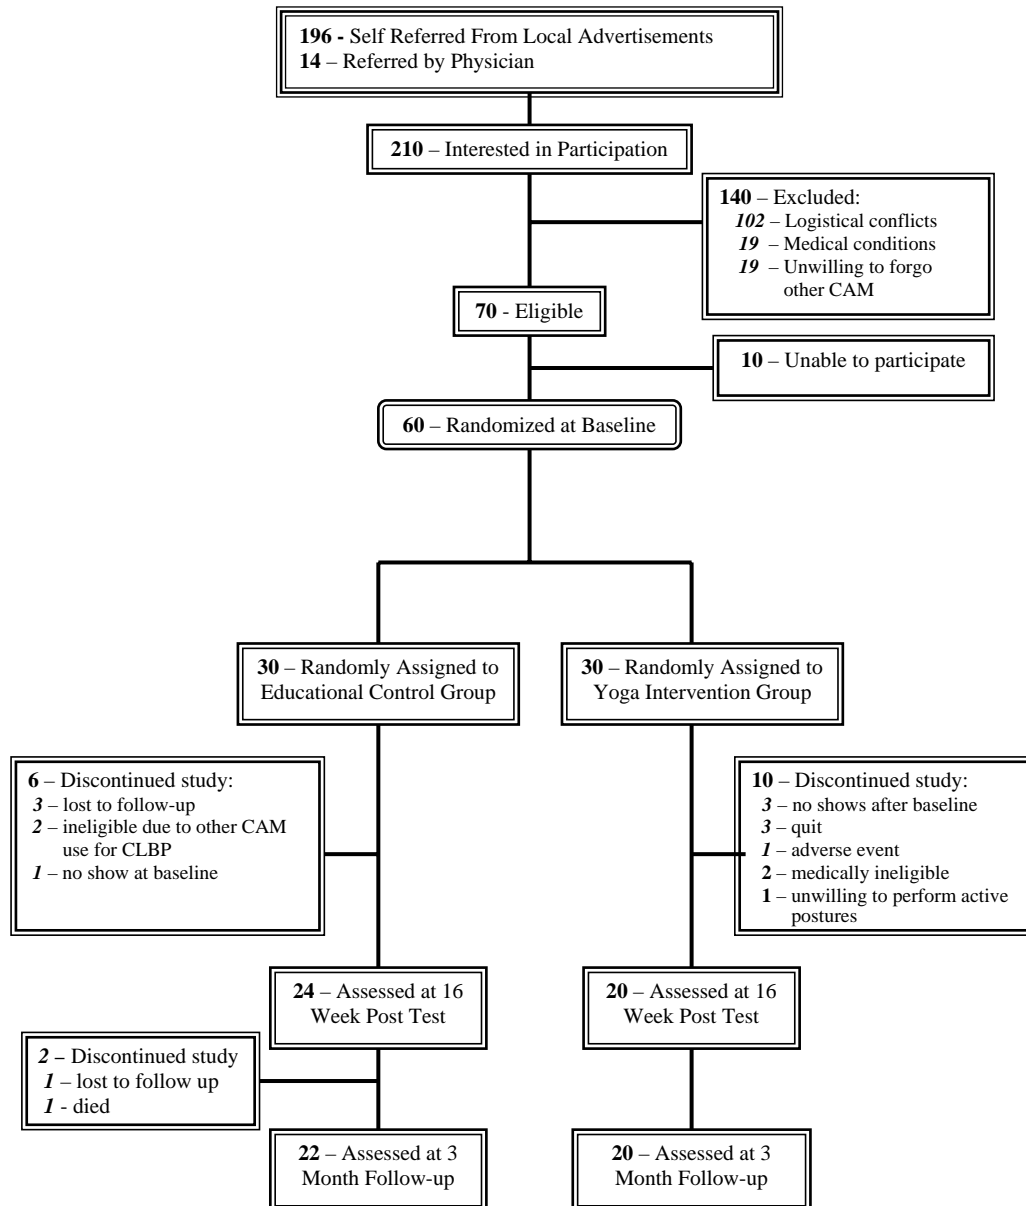 196 - Self Referred From Local Advertisements
14 – Referred by Physician
210 – Interested in Participation
140 – Excluded:
102 – Logistical conflicts
19 – Medical conditions
19 – Unwilling to forgo
other CAM
70 - Eligible
10 – Unable to participate
60 – Randomized at Baseline
30 – Randomly Assigned to
Educational Control Group
30 – Randomly Assigned to
Yoga Intervention Group
6 – Discontinued study:
3 – lost to follow-up
2 – ineligible due to other CAM
use for CLBP
1 – no show at baseline
10 – Discontinued study:
3 – no shows after baseline
3 – quit
1 – adverse event
2 – medically ineligible
1 – unwilling to perform active
postures
24 – Assessed at 16
Week Post Test
20 – Assessed at 16
Week Post Test
2 – Discontinued study
1 – lost to follow up
1 - died
22 – Assessed at 3
Month Follow-up
20 – Assessed at 3
Month Follow-up